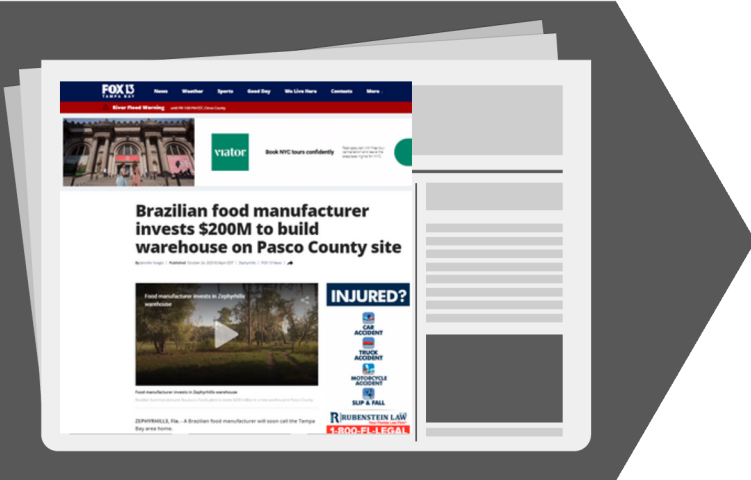 FOX 13
TAMPA BAY
News Weather Sports Good Day We Live Here Contests More
River Flood Warning
viator
Book NYC tours confidently
Brazilian food manufacturer
invests $200M to build
warehouse on Pasco County site
Food manufacturer invests in Zephyrhills
warehouse
INJURED?
CAR
ACCIDENT
TRUCK
ACCIDENT
MOTORCYCLE
ACCIDENT
SLIP & FALL
Food manufacturer invests in Zephyrhills warehouse
RUBENSTEIN LAW
1-800-FL-LEGAL
ZEPHYRHILLS, Fla. - A Brazilian food manufacturer will soon call the Tampa
Bay area home.